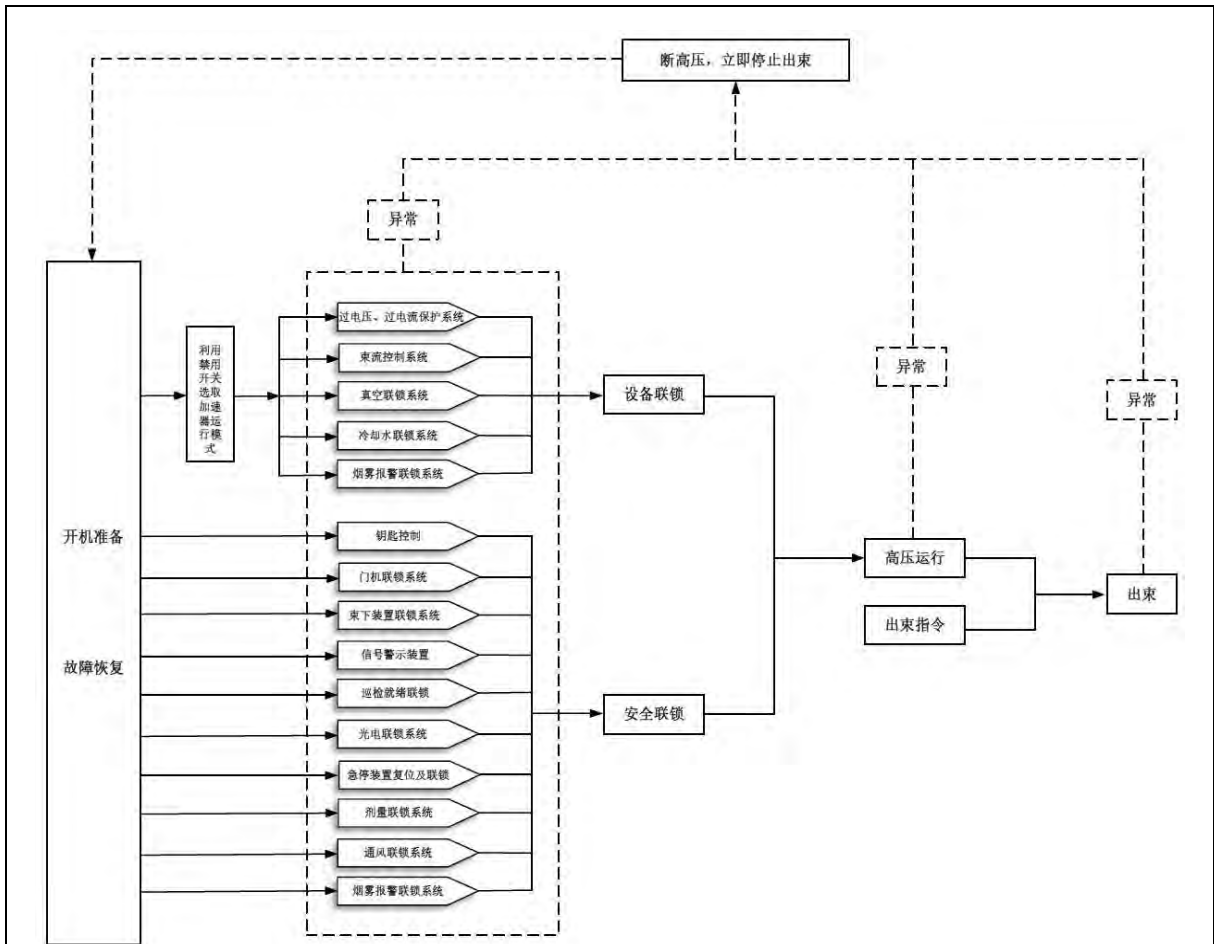 断高压，立即停止出束
异常
过电压、过电流保护系统
利用
禁用
开关
选取
加速
器运
行模
式
束流控制系统
真空联锁系统
冷却水联锁系统
烟雾报警联锁系统
设备联锁
异常
异常
开机准备
故障恢复
钥匙控制
门机联锁系统
束下装置联锁系统
信号警示装置
巡检就绪联锁
光电联锁系统
急停装置复位及联锁
剂量联锁系统
通风联锁系统
烟雾报警联锁系统
安全联锁
高压运行
出束指令
出束